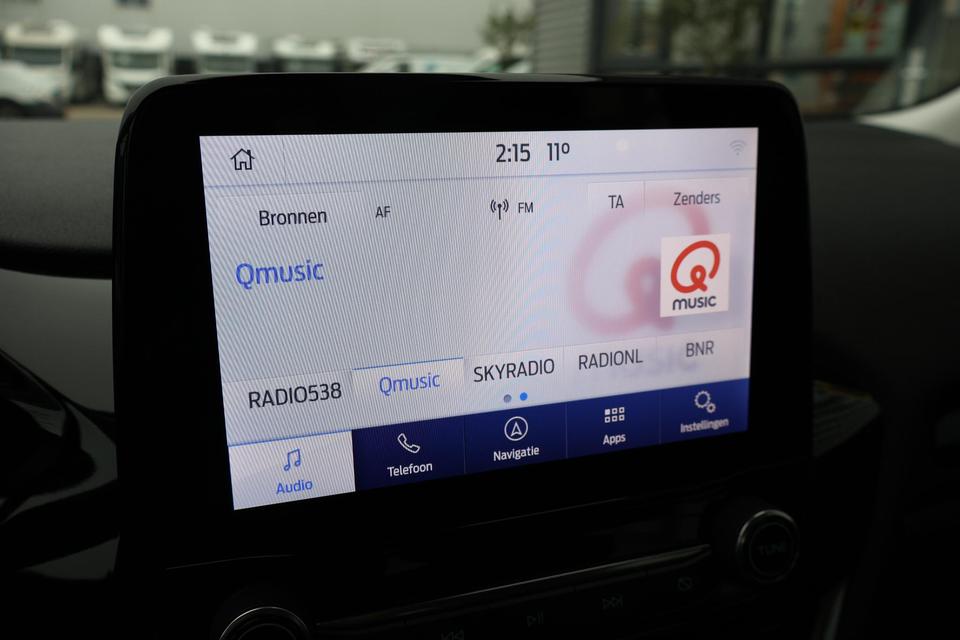 2:15 11°
Bronnen AF FM TA Zenders
Qmusic
Q
MUSIC
RADIO538 Qmusic SKYRADIO RADIONL BNR
Audio Telefoon Navigatie Apps Instellingen
TUNE